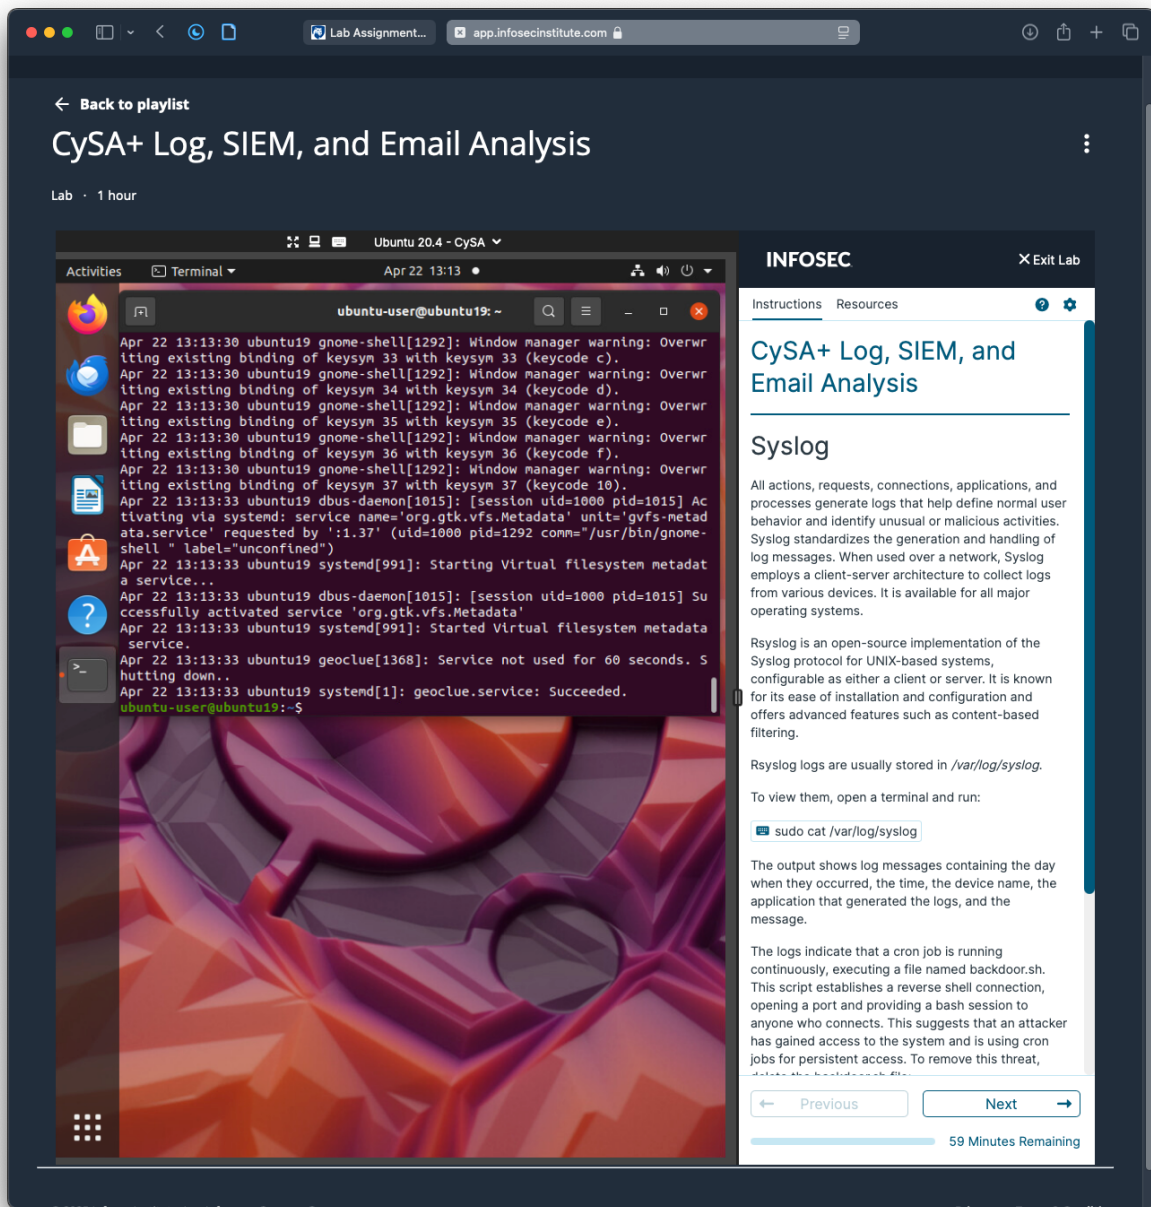 Lab Assignment...
app.infosecinstitute.com
Back to playlist
CySA+ Log, SIEM, and Email Analysis
Lab · 1 hour
Ubuntu 20.4 - CySA
Activities
Terminal
Apr 22 13:13
ubuntu-user@ubuntu19: ~
Apr 22 13:13:30 ubuntu19 gnome-shell[1292]: Window manager warning: Overwr
iting existing binding of keysym 33 with keysym 33 (keycode c).
Apr 22 13:13:30 ubuntu19 gnome-shell[1292]: Window manager warning: Overwr
iting existing binding of keysym 34 with keysym 34 (keycode d).
Apr 22 13:13:30 ubuntu19 gnome-shell[1292]: Window manager warning: Overwr
iting existing binding of keysym 35 with keysym 35 (keycode e).
Apr 22 13:13:30 ubuntu19 gnome-shell[1292]: Window manager warning: Overwr
iting existing binding of keysym 36 with keysym 36 (keycode f).
Apr 22 13:13:30 ubuntu19 gnome-shell[1292]: Window manager warning: Overwr
iting existing binding of keysym 37 with keysym 37 (keycode 10).
Apr 22 13:13:33 ubuntu19 dbus-daemon[1015]: [session uid=1000 pid=1015] Ac
tivating via systemd: service name='org.gtk.vfs.Metadata' unit='gvfs-metad
ata.service' requested by ':1.37' (uid=1000 pid=1292 comm="/usr/bin/gnome-
shell " label="unconfined")
Apr 22 13:13:33 ubuntu19 systemd[991]: Starting Virtual filesystem metadat
a service...
Apr 22 13:13:33 ubuntu19 dbus-daemon[1015]: [session uid=1000 pid=1015] Su
ccessfully activated service 'org.gtk.vfs.Metadata'
Apr 22 13:13:33 ubuntu19 systemd[991]: Started Virtual filesystem metadata
service.
Apr 22 13:13:33 ubuntu19 geoclue[1368]: Service not used for 60 seconds. S
hutting down..
Apr 22 13:13:33 ubuntu19 systemd[1]: geoclue.service: Succeeded.
ubuntu-user@ubuntu19:~$
INFOSEC
Exit Lab
Instructions
Resources
CySA+ Log, SIEM, and
Email Analysis
Syslog
All actions, requests, connections, applications, and
processes generate logs that help define normal user
behavior and identify unusual or malicious activities.
Syslog standardizes the generation and handling of
log messages. When used over a network, Syslog
employs a client-server architecture to collect logs
from various devices. It is available for all major
operating systems.
Rsyslog is an open-source implementation of the
Syslog protocol for UNIX-based systems,
configurable as either a client or server. It is known
for its ease of installation and configuration and
offers advanced features such as content-based
filtering.
Rsyslog logs are usually stored in /var/log/syslog.
To view them, open a terminal and run:
sudo cat /var/log/syslog
The output shows log messages containing the day
when they occurred, the time, the device name, the
application that generated the logs, and the
message.
The logs indicate that a cron job is running
continuously, executing a file named backdoor.sh.
This script establishes a reverse shell connection,
opening a port and providing a bash session to
anyone who connects. This suggests that an attacker
has gained access to the system and is using cron
jobs for persistent access. To remove this threat,
delete the backdoor.sh file:
Previous
Next
59 Minutes Remaining